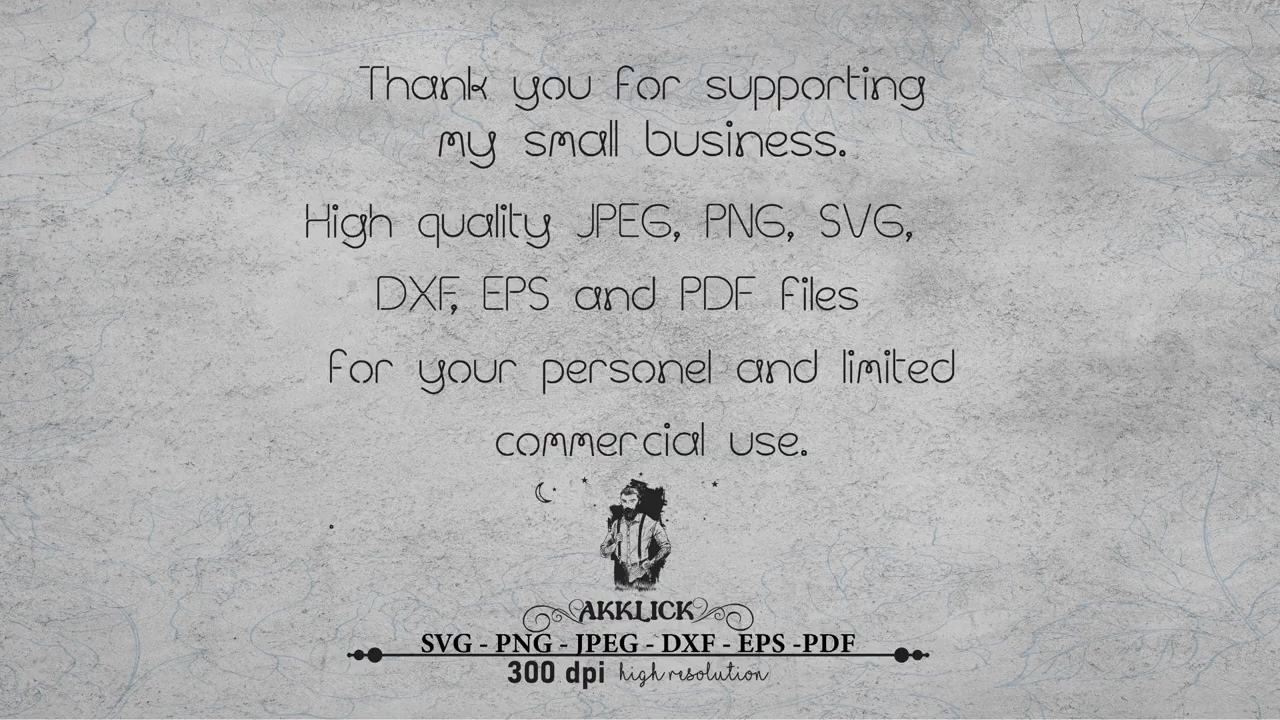 Thank you for supporting
my small business.
High quality JPEG, PNG, SVG,
DXF, EPS and PDF files
for your personel and limited
commercial use.
AKKLICK
SVG - PNG - JPEG - DXF - EPS -PDF
300 dpi high resolution